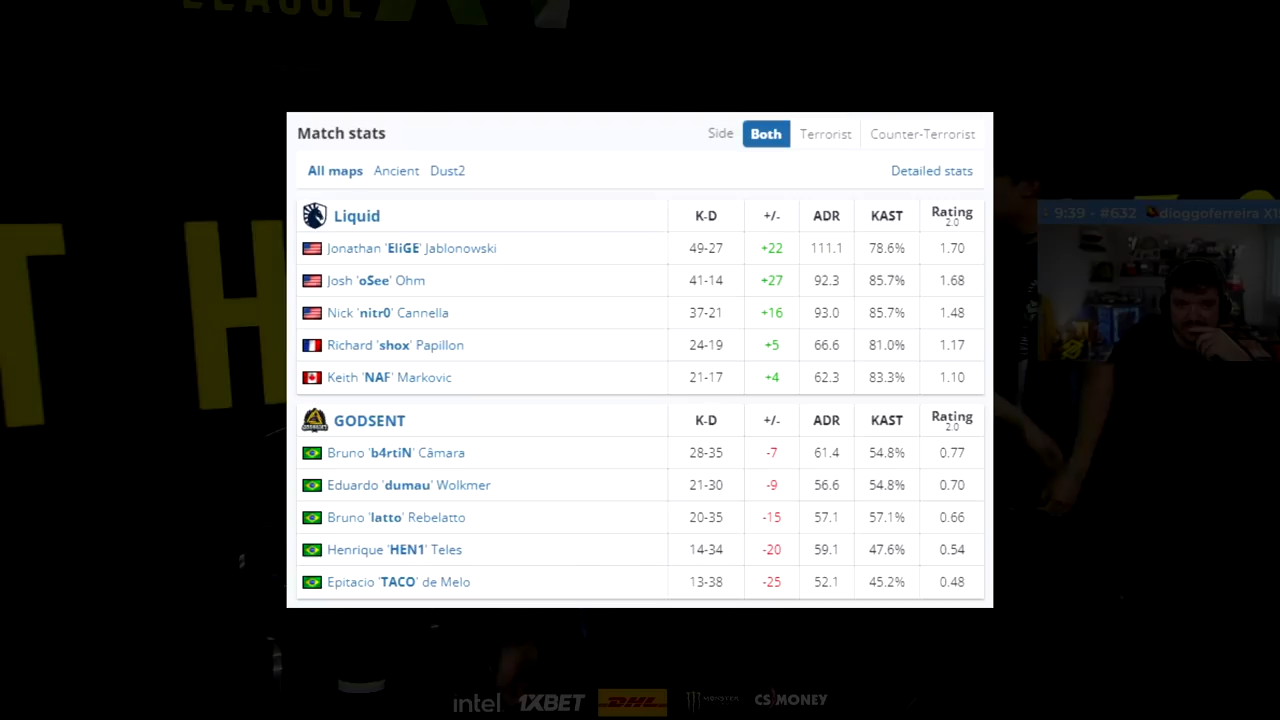 LEAGUE
T H
Match stats
Side Both Terrorist Counter-Terrorist
All maps Ancient Dust2 Detailed stats
Liquid K-D +/- ADR KAST Rating 2.0
Jonathan 'EliGE' Jablonowski 49-27 +22 111.1 78.6% 1.70
Josh 'oSee' Ohm 41-14 +27 92.3 85.7% 1.68
Nick 'nitr0' Cannella 37-21 +16 93.0 85.7% 1.48
Richard 'shox' Papillon 24-19 +5 66.6 81.0% 1.17
Keith 'NAF' Markovic 21-17 +4 62.3 83.3% 1.10
GODSENT K-D +/- ADR KAST Rating 2.0
Bruno 'b4rtiN' Câmara 28-35 -7 61.4 54.8% 0.77
Eduardo 'dumau' Wolkmer 21-30 -9 56.6 54.8% 0.70
Bruno 'latto' Rebelatto 20-35 -15 57.1 57.1% 0.66
Henrique 'HEN1' Teles 14-34 -20 59.1 47.6% 0.54
Epitacio 'TACO' de Melo 13-38 -25 52.1 45.2% 0.48
9:39 - #632 dioggoferreira X1
intel 1XBET DHL MONSTER CS MONEY